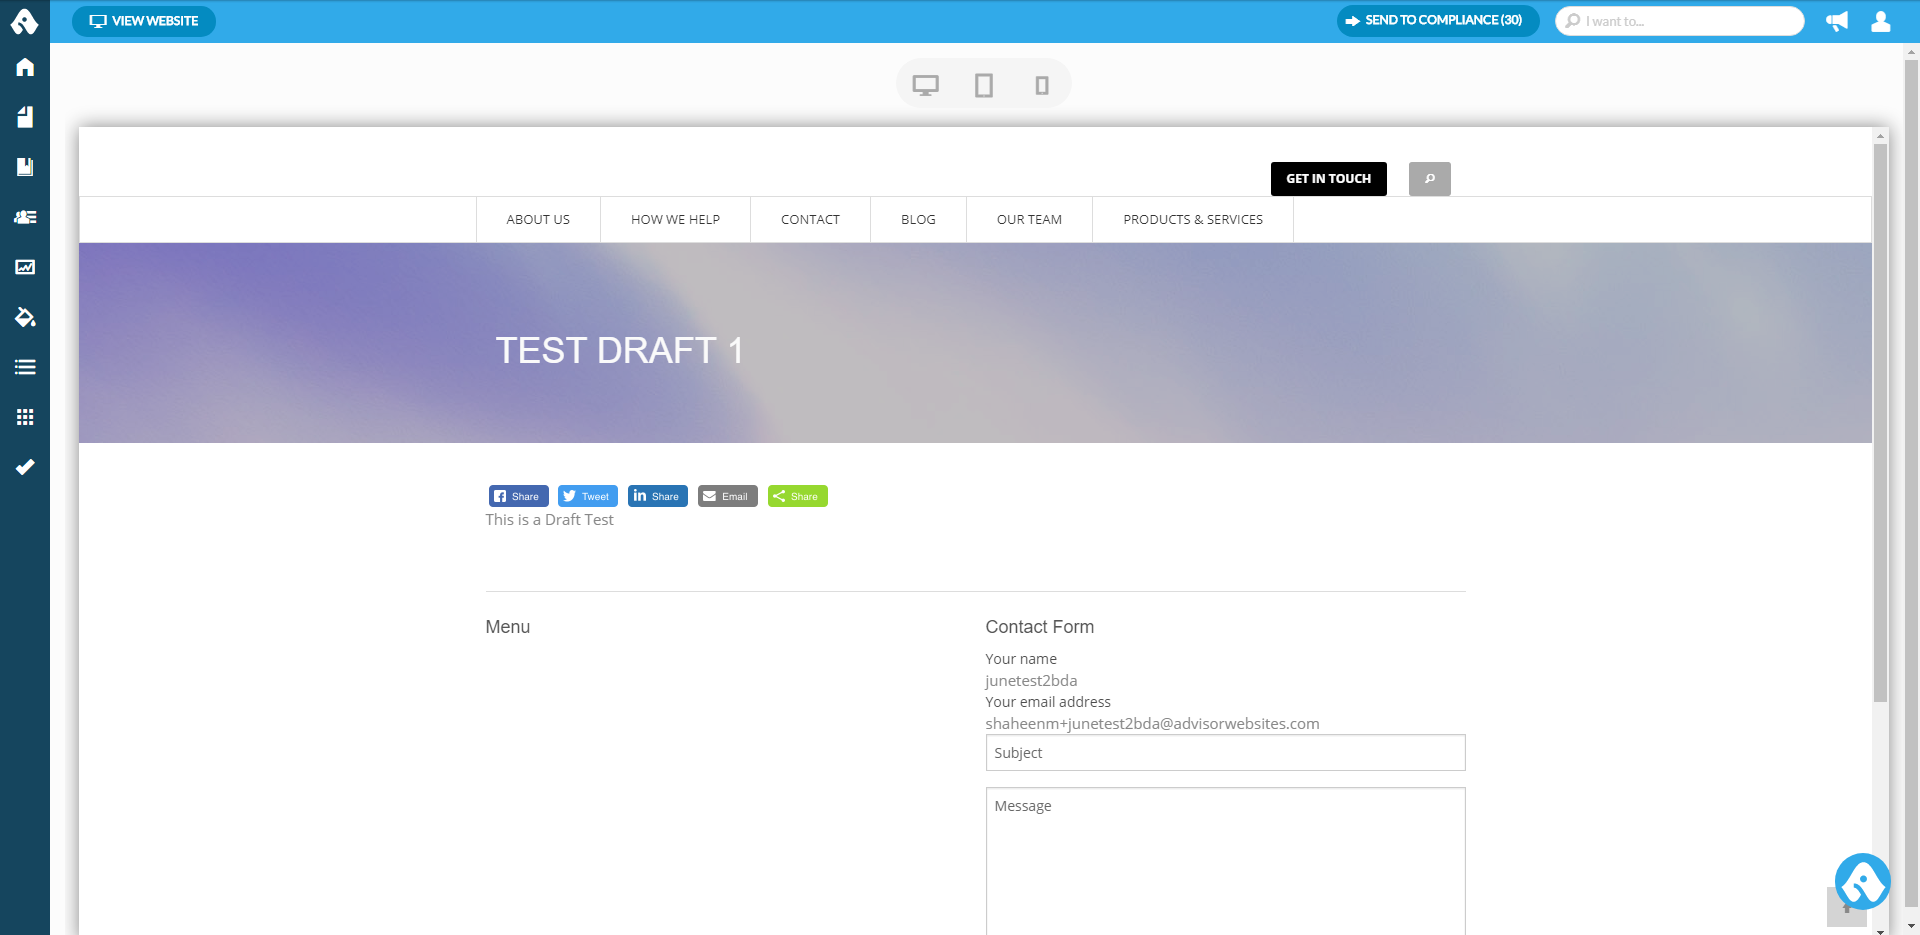 VIEW WEBSITE
SEND TO COMPLIANCE (30)
I want to...
GET IN TOUCH
ABOUT US
HOW WE HELP
CONTACT
BLOG
OUR TEAM
PRODUCTS & SERVICES
TEST DRAFT 1
Share
Tweet
Share
Email
Share
This is a Draft Test
Menu
Contact Form
Your name
junetest2bda
Your email address
shaheenm+junetest2bda@advisorwebsites.com
Subject
Message